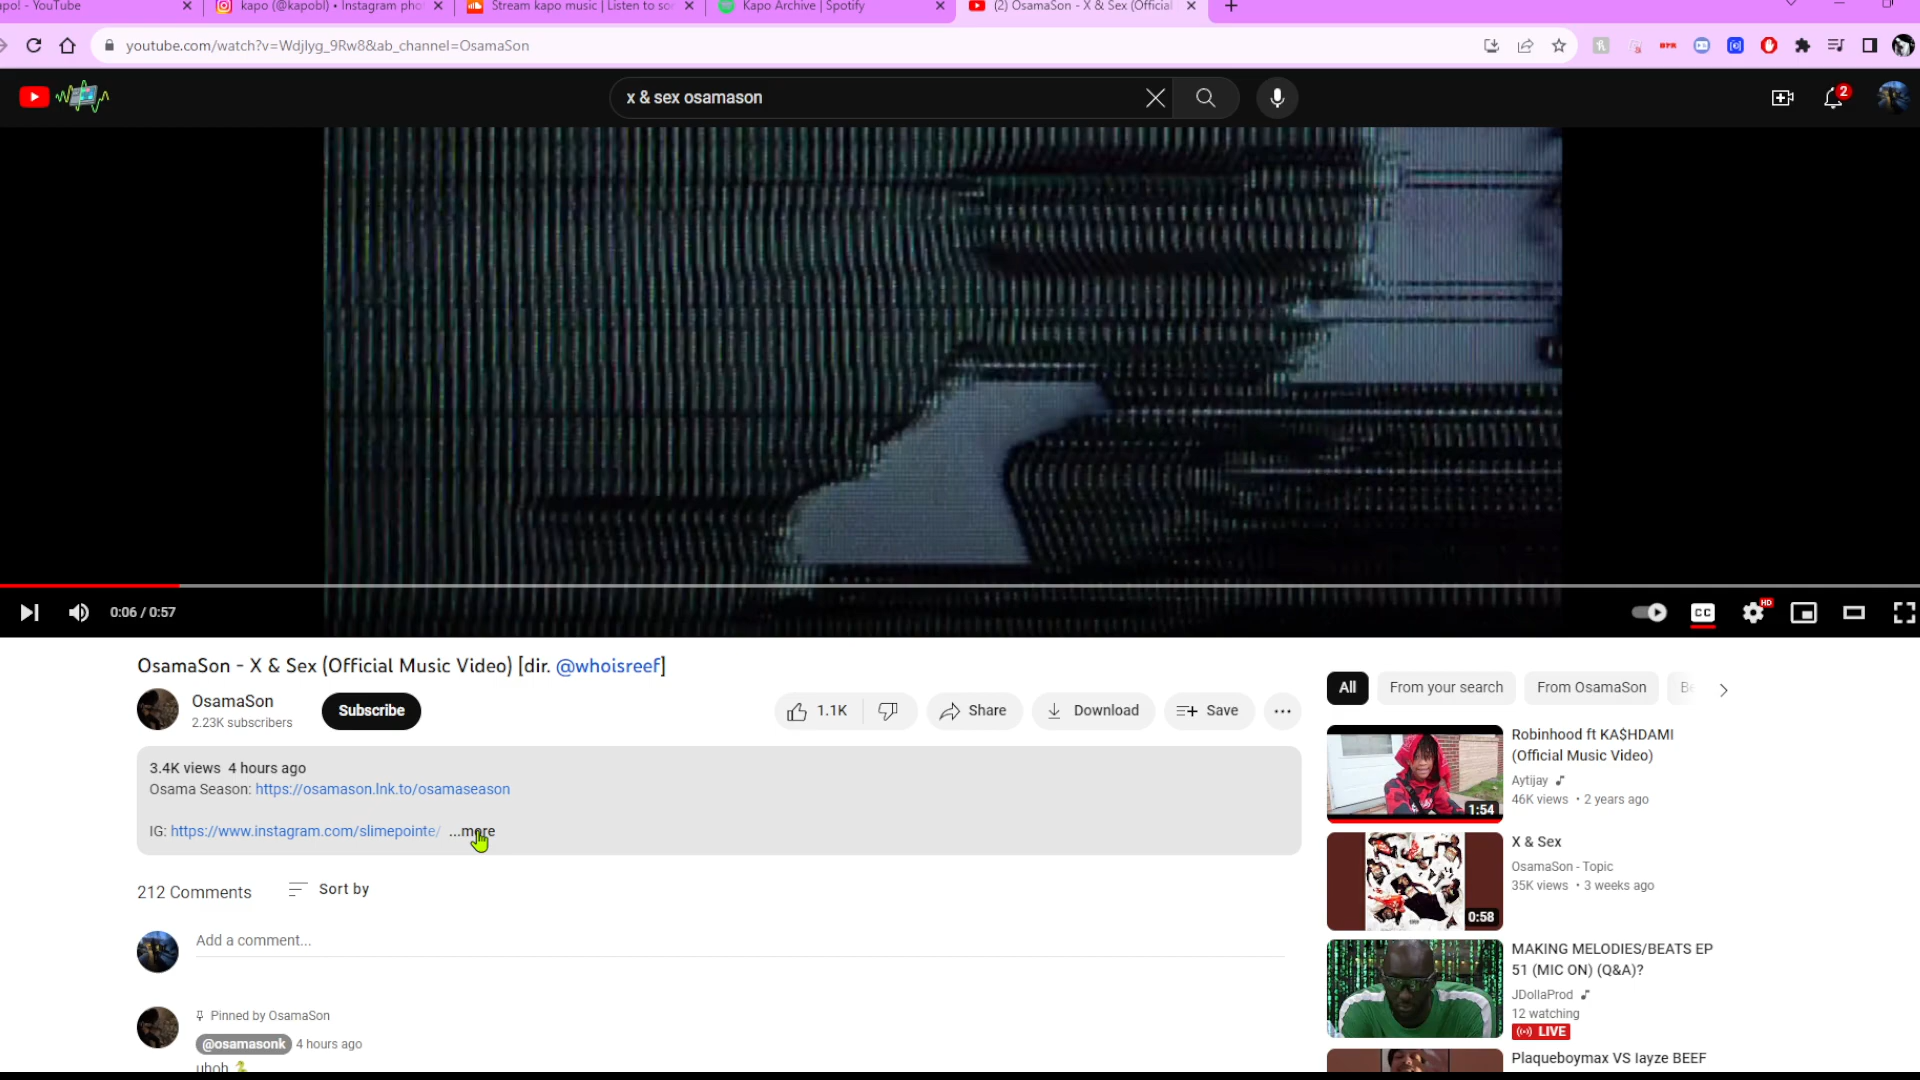 po! - YouTube
kapo (@kapobl) • Instagram pho
Stream kapo music | Listen to so
Kapo Archive | Spotify
(2) OsamaSon - X & Sex (Official
youtube.com/watch?v=Wdjlyg_9Rw8&ab_channel=OsamaSon
x & sex osamason
2
0:06 / 0:57
CC
HD
OsamaSon - X & Sex (Official Music Video) [dir. @whoisreef]
OsamaSon
2.23K subscribers
Subscribe
1.1K
Share
Download
Save
3.4K views 4 hours ago
Osama Season: https://osamason.lnk.to/osamaseason
IG: https://www.instagram.com/slimepointe/ ...more
212 Comments
Sort by
Add a comment...
Pinned by OsamaSon
@osamasonk 4 hours ago
uhoh
All
From your search
From OsamaSon
Robinhood ft KA$HDAMI
(Official Music Video)
Aytijay
46K views • 2 years ago
1:54
X & Sex
OsamaSon - Topic
35K views • 3 weeks ago
0:58
MAKING MELODIES/BEATS EP
51 (MIC ON) (Q&A)?
JDollaProd
12 watching
LIVE
Plaqueboymax VS Iayze BEEF